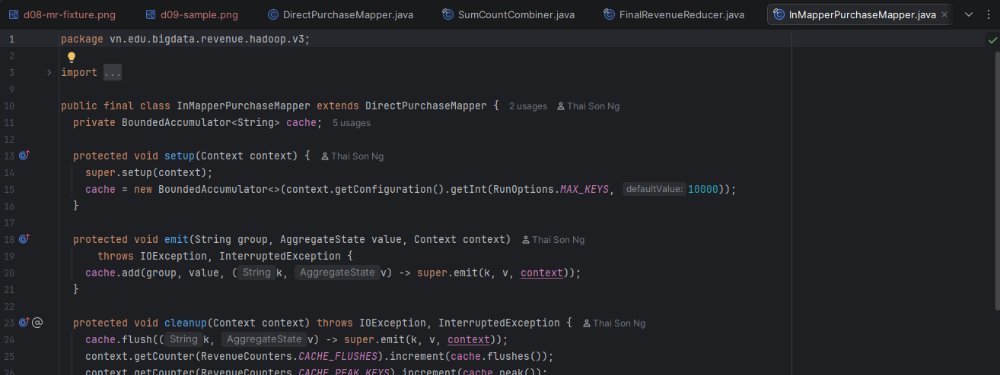 d08-mr-fixture.png d09-sample.png DirectPurchaseMapper.java SumCountCombiner.java FinalRevenueReducer.java InMapperPurchaseMapper.java
1 package vn.edu.bigdata.revenue.hadoop.v3;
2
3 import ...
9
10 public final class InMapperPurchaseMapper extends DirectPurchaseMapper { 2 usages Thai Son Ng
11 private BoundedAccumulator<String> cache; 5 usages
12
13 protected void setup(Context context) { Thai Son Ng
14 super.setup(context);
15 cache = new BoundedAccumulator<>(context.getConfiguration().getInt(RunOptions.MAX_KEYS, defaultValue: 10000));
16 }
17
18 protected void emit(String group, AggregateState value, Context context) Thai Son Ng
19 throws IOException, InterruptedException {
20 cache.add(group, value, (String k, AggregateState v) -> super.emit(k, v, context));
21 }
22
23 protected void cleanup(Context context) throws IOException, InterruptedException { Thai Son Ng
24 cache.flush((String k, AggregateState v) -> super.emit(k, v, context));
25 context.getCounter(RevenueCounters.CACHE_FLUSHES).increment(cache.flushes());
26 context.getCounter(RevenueCounters.CACHE_PEAK_KEYS).increment(cache.peak());